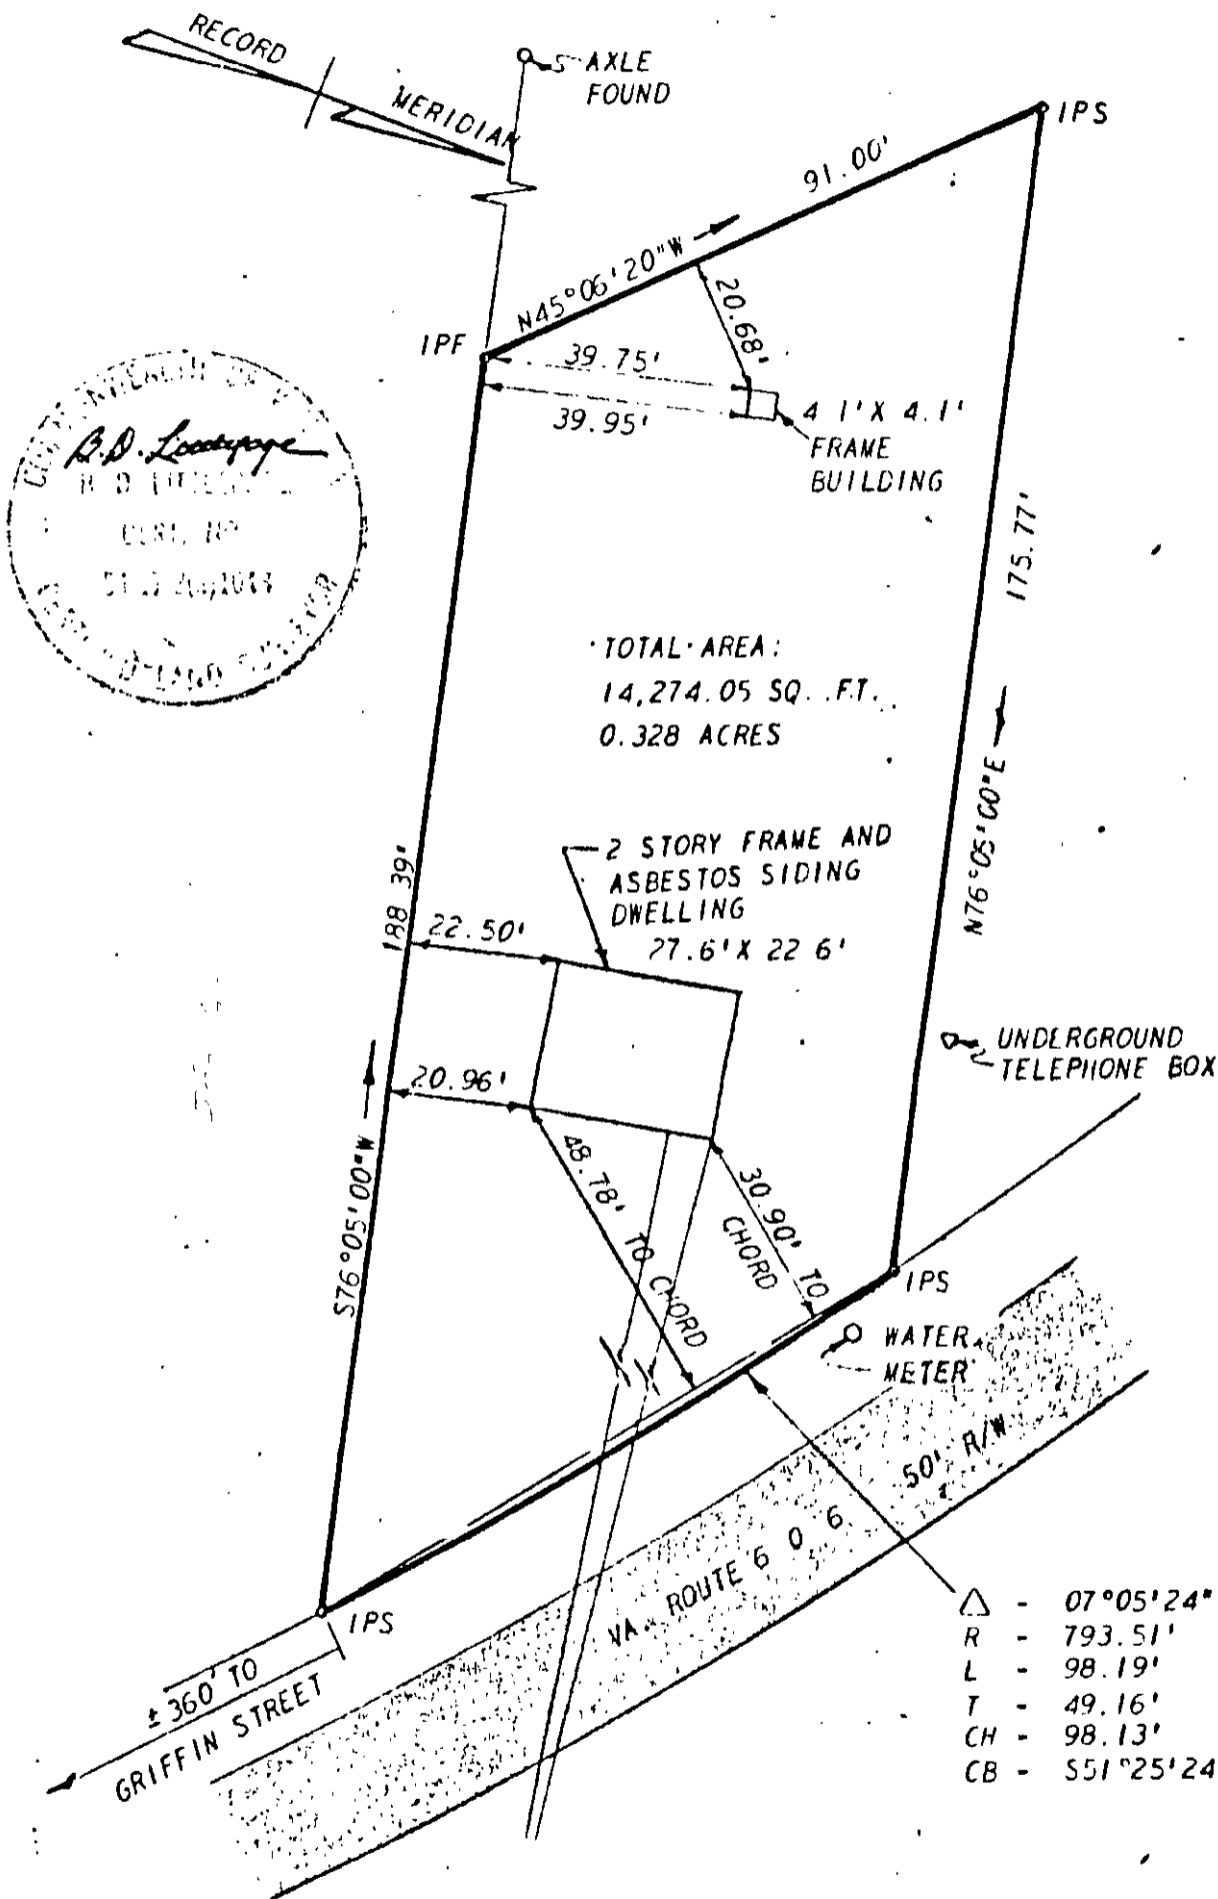 RECORD
MERIDIAN
AXLE
FOUND
IPS
91.00'
N45°06'20"W
20.68'
IPF
39.75'
39.95'
4 1'X 4.1'
FRAME
BUILDING
B.D.
175.77'
TOTAL AREA:
14,274.05 SQ. FT.
0.328 ACRES
N76°05'00"E
2 STORY FRAME AND
ASBESTOS SIDING
DWELLING
27.6'X 22 6'
188 39'
22.50'
UNDERGROUND
TELEPHONE BOX
20.96'
S76°05'00"W
48.78' TO CHORD
30.90' TO
CHORD
IPS
WATER
METER
50' R/W
VA. ROUTE 6 0 6
IPS
± 360' TO
GRIFFIN STREET
△ - 07°05'24"
R - 793.51'
L - 98.19'
T - 49.16'
CH - 98.13'
CB - S51°25'24